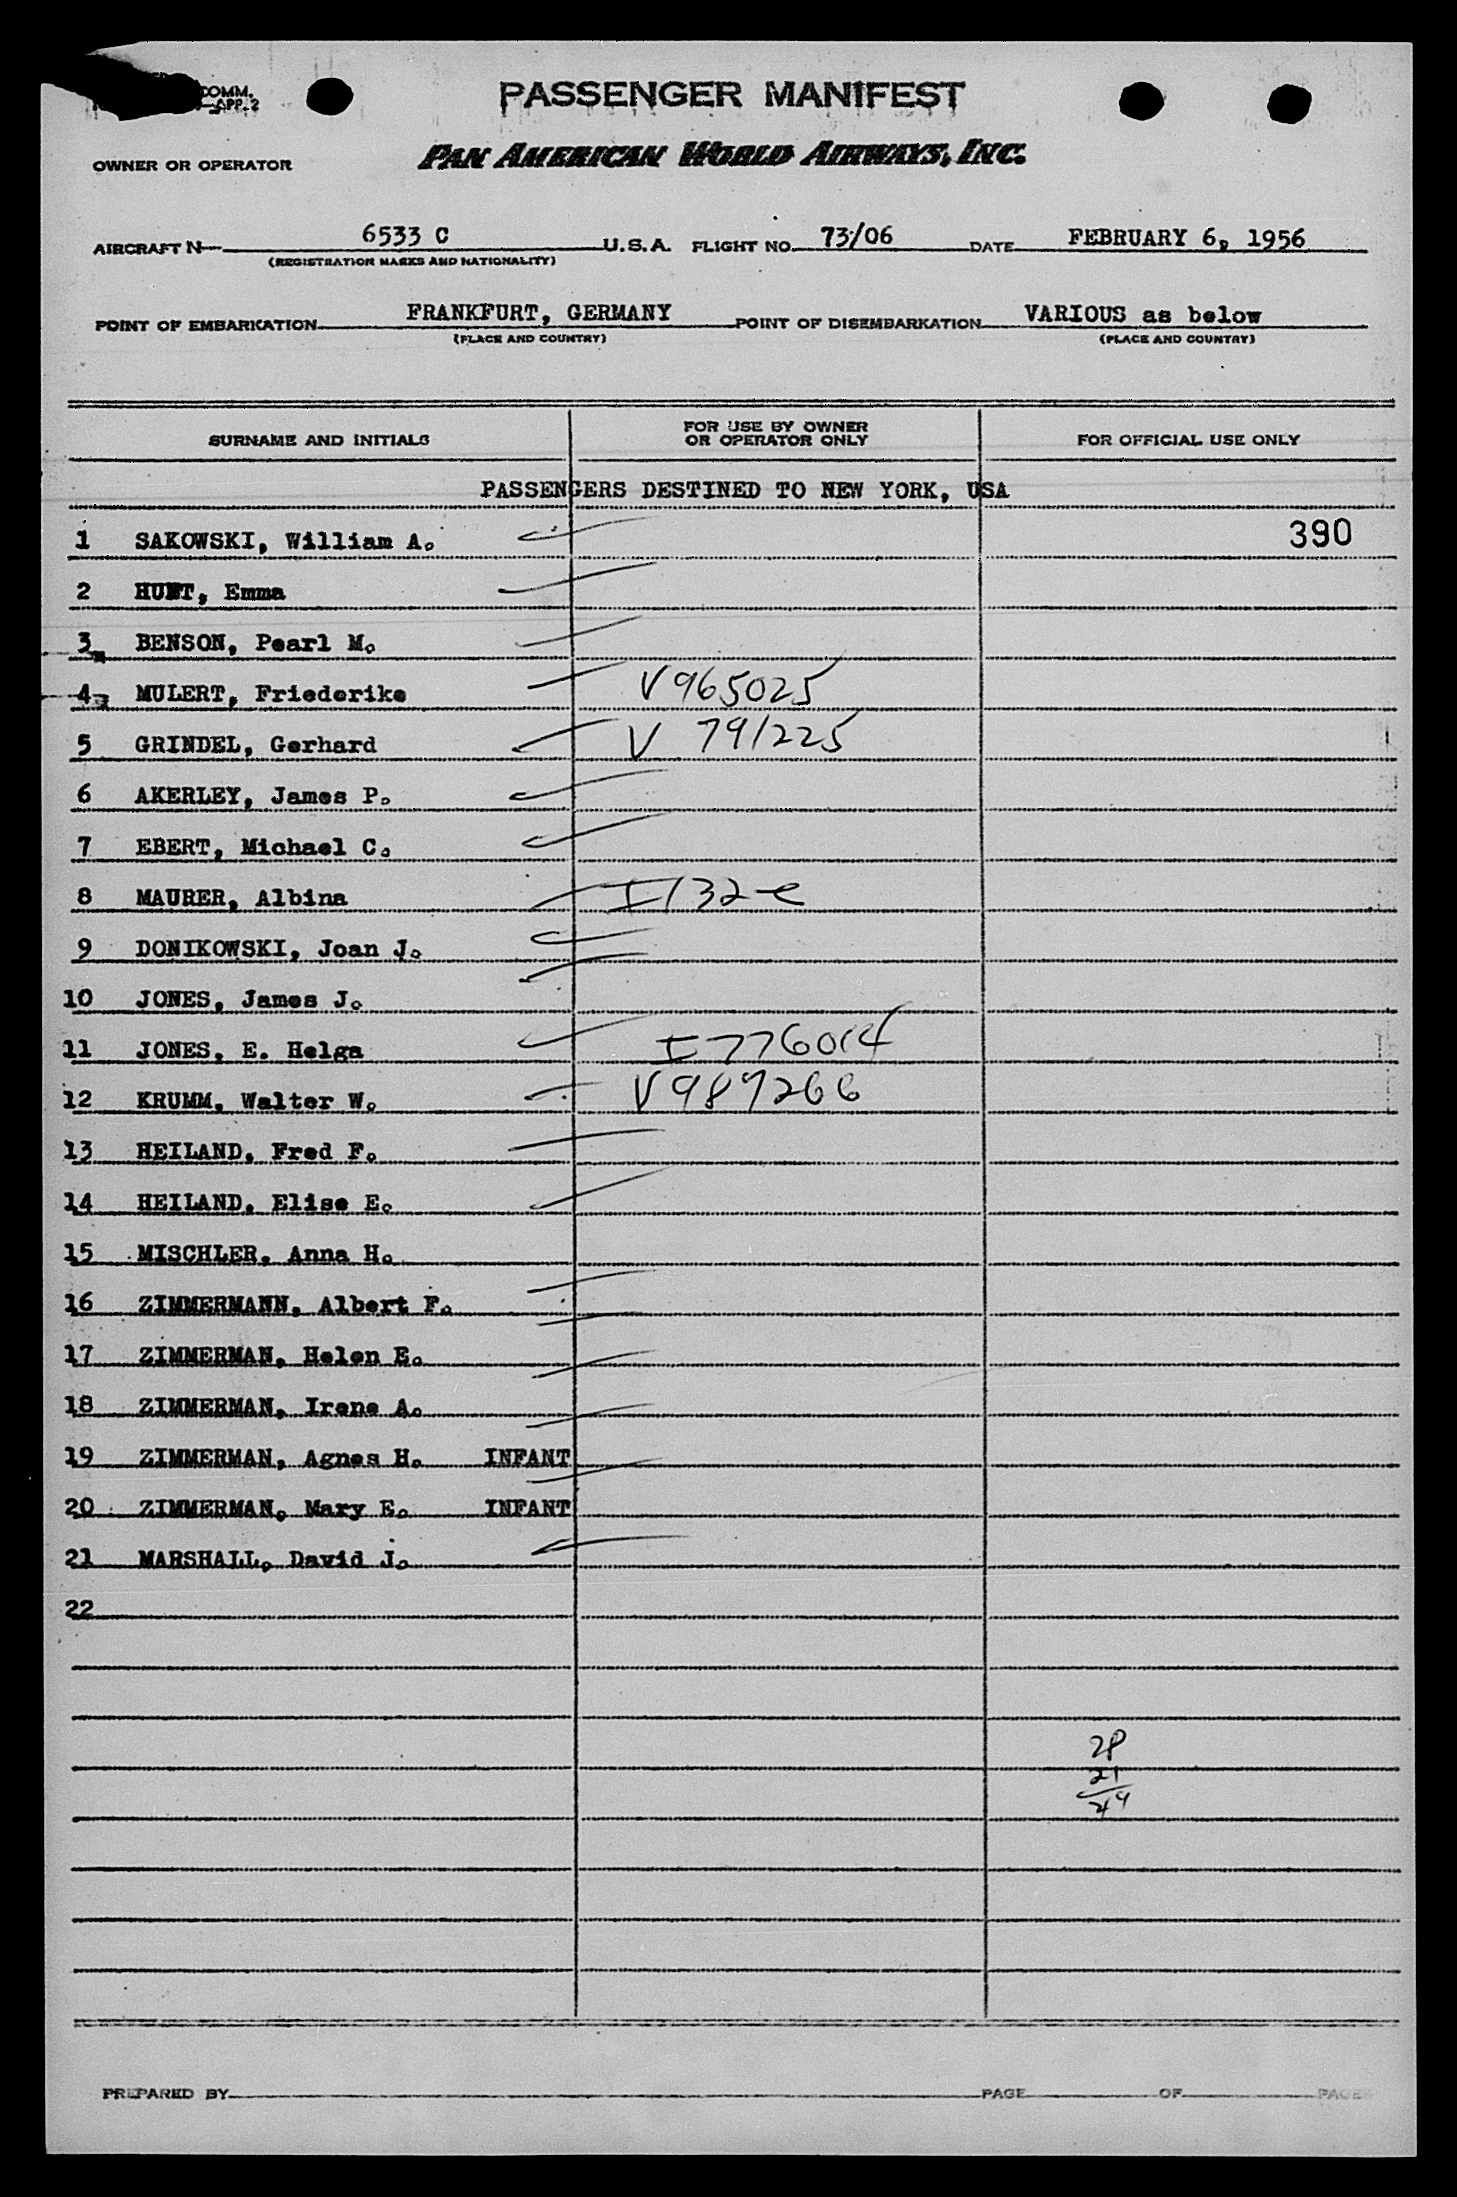 COMM.
APP. 2
PASSENGER MANIFEST
OWNER OR OPERATOR PAN AMERICAN WORLD AIRWAYS, INC.
AIRCRAFT N 6533 C U.S.A. FLIGHT NO. 73/06 DATE FEBRUARY 6, 1956
(REGISTRATION MARKS AND NATIONALITY)
POINT OF EMBARKATION FRANKFURT, GERMANY POINT OF DISEMBARKATION VARIOUS as below
(PLACE AND COUNTRY) (PLACE AND COUNTRY)
SURNAME AND INITIALS FOR USE BY OWNER OR OPERATOR ONLY FOR OFFICIAL USE ONLY
PASSENGERS DESTINED TO NEW YORK, USA
1 SAKOWSKI, William A. 390
2 HUNT, Emma
3 BENSON, Pearl M.
4 MULERT, Friederike V965025
5 GRINDEL, Gerhard V 791225
6 AKERLEY, James P.
7 EBERT, Michael C.
8 MAURER, Albina I132e
9 DONIKOWSKI, Joan J.
10 JONES, James J.
11 JONES, E. Helga I776014
12 KRUMM, Walter W. V989266
13 HEILAND, Fred F.
14 HEILAND, Elise E.
15 MISCHLER, Anna H.
16 ZIMMERMANN, Albert F.
17 ZIMMERMAN, Helen E.
18 ZIMMERMAN, Irene A.
19 ZIMMERMAN, Agnes H. INFANT
20 ZIMMERMAN, Mary E. INFANT
21 MARSHALL, David J.
22
28
21
49
PREPARED BY PAGE OF PAGES